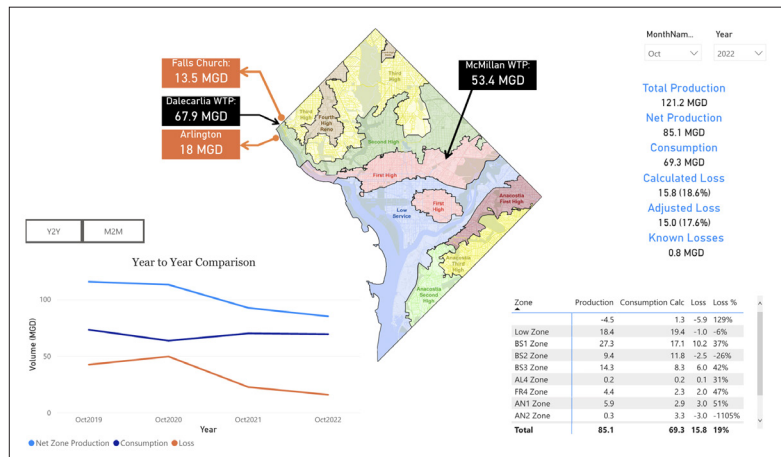 MonthNam...
Year
Oct
2022
Falls Church:
13.5 MGD
Dalecarlia WTP:
67.9 MGD
Arlington
18 MGD
McMillan WTP:
53.4 MGD
Third High
Third High
Fourth High Reno
Second High
First High
First High
Low Service
Anacostia First High
Anacostia Third High
Anacostia Second High
Total Production
121.2 MGD
Net Production
85.1 MGD
Consumption
69.3 MGD
Calculated Loss
15.8 (18.6%)
Adjusted Loss
15.0 (17.6%)
Known Losses
0.8 MGD
Y2Y
M2M
Year to Year Comparison
Volume (MGD)
100
50
0
Oct2019
Oct2020
Oct2021
Oct2022
Year
Net Zone Production
Consumption
Loss
Zone Production Consumption Calc Loss Loss %
-4.5 1.3 -5.9 129%
Low Zone 18.4 19.4 -1.0 -6%
BS1 Zone 27.3 17.1 10.2 37%
BS2 Zone 9.4 11.8 -2.5 -26%
BS3 Zone 14.3 8.3 6.0 42%
AL4 Zone 0.2 0.2 0.1 31%
FR4 Zone 4.4 2.3 2.0 47%
AN1 Zone 5.9 2.9 3.0 51%
AN2 Zone 0.3 3.3 -3.0 -1105%
Total 85.1 69.3 15.8 19%